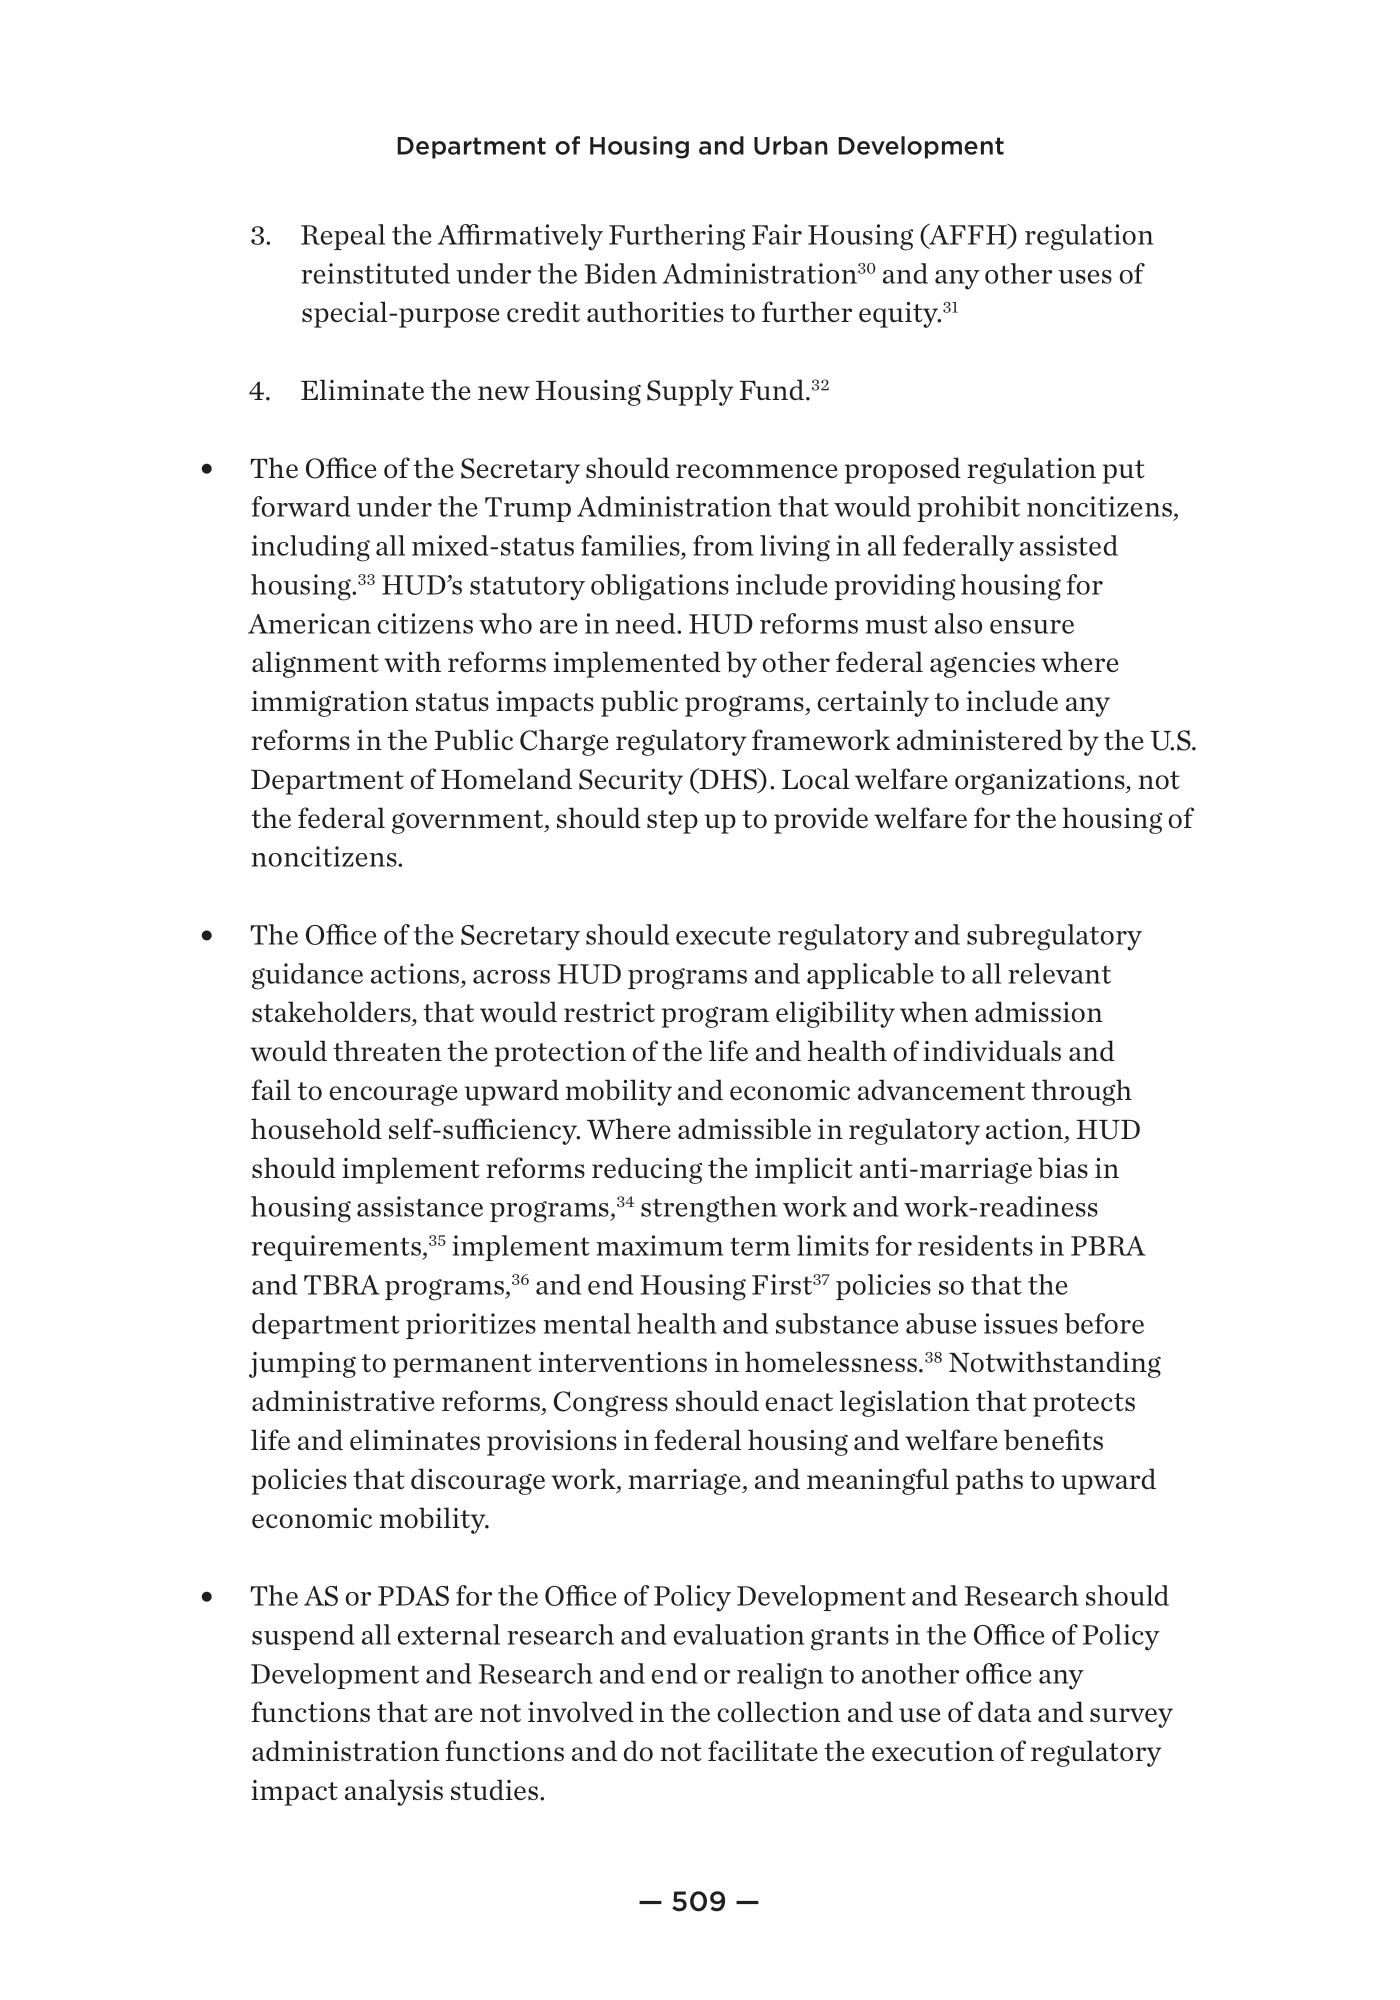 Department of Housing and Urban Development
3. Repeal the Affirmatively Furthering Fair Housing (AFFH) regulation
reinstituted under the Biden Administration³⁰ and any other uses of
special-purpose credit authorities to further equity.³¹
4. Eliminate the new Housing Supply Fund.³²
• The Office of the Secretary should recommence proposed regulation put
forward under the Trump Administration that would prohibit noncitizens,
including all mixed-status families, from living in all federally assisted
housing.³³ HUD’s statutory obligations include providing housing for
American citizens who are in need. HUD reforms must also ensure
alignment with reforms implemented by other federal agencies where
immigration status impacts public programs, certainly to include any
reforms in the Public Charge regulatory framework administered by the U.S.
Department of Homeland Security (DHS). Local welfare organizations, not
the federal government, should step up to provide welfare for the housing of
noncitizens.
• The Office of the Secretary should execute regulatory and subregulatory
guidance actions, across HUD programs and applicable to all relevant
stakeholders, that would restrict program eligibility when admission
would threaten the protection of the life and health of individuals and
fail to encourage upward mobility and economic advancement through
household self-sufficiency. Where admissible in regulatory action, HUD
should implement reforms reducing the implicit anti-marriage bias in
housing assistance programs,³⁴ strengthen work and work-readiness
requirements,³⁵ implement maximum term limits for residents in PBRA
and TBRA programs,³⁶ and end Housing First³⁷ policies so that the
department prioritizes mental health and substance abuse issues before
jumping to permanent interventions in homelessness.³⁸ Notwithstanding
administrative reforms, Congress should enact legislation that protects
life and eliminates provisions in federal housing and welfare benefits
policies that discourage work, marriage, and meaningful paths to upward
economic mobility.
• The AS or PDAS for the Office of Policy Development and Research should
suspend all external research and evaluation grants in the Office of Policy
Development and Research and end or realign to another office any
functions that are not involved in the collection and use of data and survey
administration functions and do not facilitate the execution of regulatory
impact analysis studies.
— 509 —